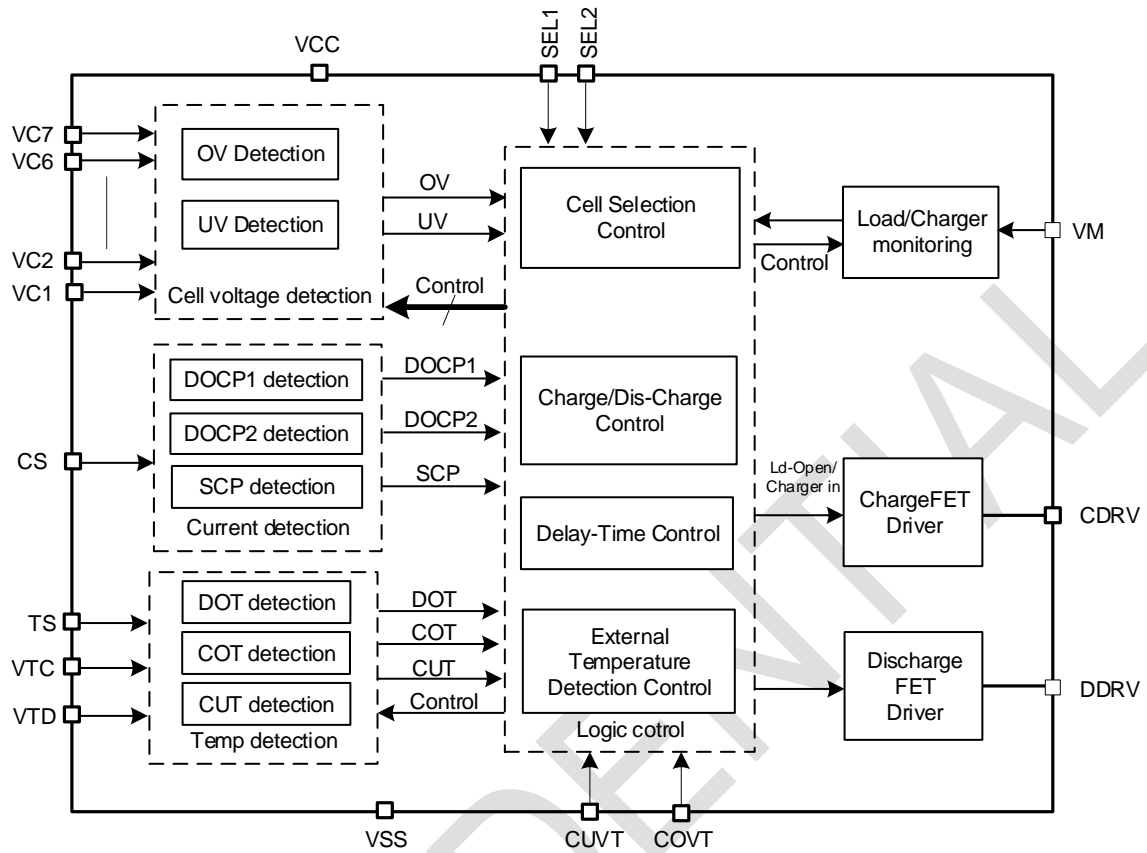 VCC
SEL1
SEL2
VC7
VC6
VC2
VC1
OV Detection
UV Detection
Cell voltage detection
OV
UV
Control
Cell Selection
Control
Control
Load/Charger
monitoring
VM
CS
DOCP1 detection
DOCP2 detection
SCP detection
Current detection
DOCP1
DOCP2
SCP
Charge/Dis-Charge
Control
Delay-Time Control
Ld-Open/
Charger in
ChargeFET
Driver
CDRV
TS
VTC
VTD
DOT detection
COT detection
CUT detection
Temp detection
DOT
COT
CUT
Control
External
Temperature
Detection Control
Logic cotrol
Discharge
FET
Driver
DDRV
VSS
CUVT
COVT
DENTIAL